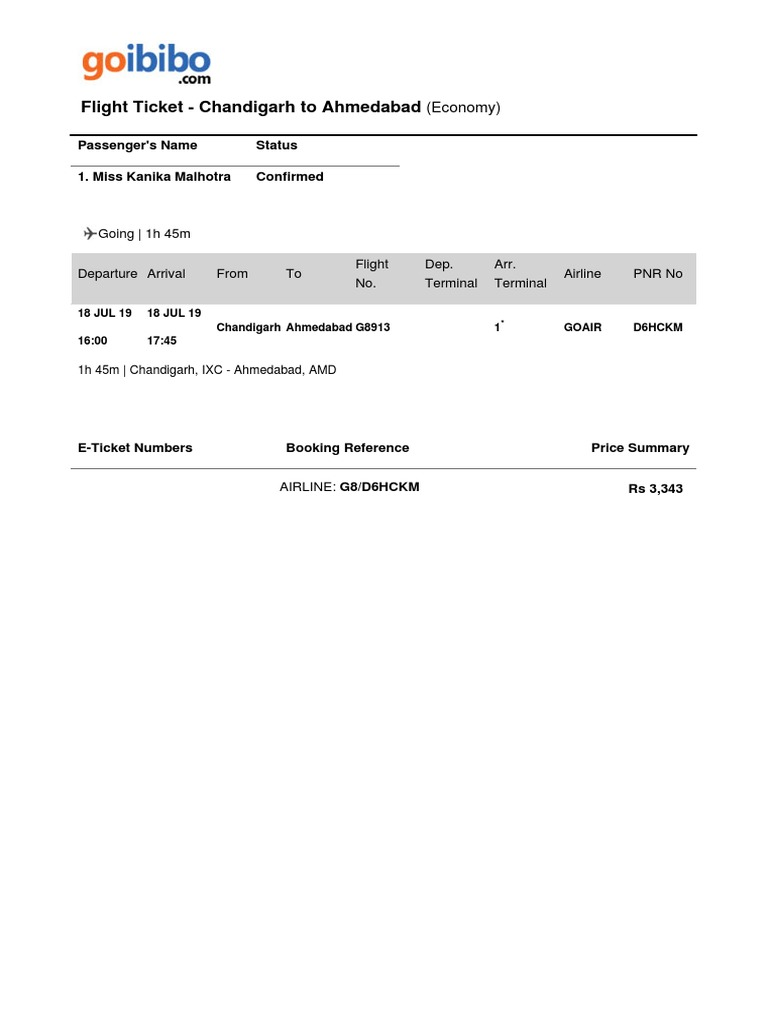 goibibo
.com
Flight Ticket - Chandigarh to Ahmedabad (Economy)
Passenger's Name Status
1. Miss Kanika Malhotra Confirmed
Going | 1h 45m
Departure Arrival From To Flight No. Dep. Terminal Arr. Terminal Airline PNR No
18 JUL 19 18 JUL 19
Chandigarh Ahmedabad G8913 1* GOAIR D6HCKM
16:00 17:45
1h 45m | Chandigarh, IXC - Ahmedabad, AMD
E-Ticket Numbers Booking Reference Price Summary
AIRLINE: G8/D6HCKM Rs 3,343